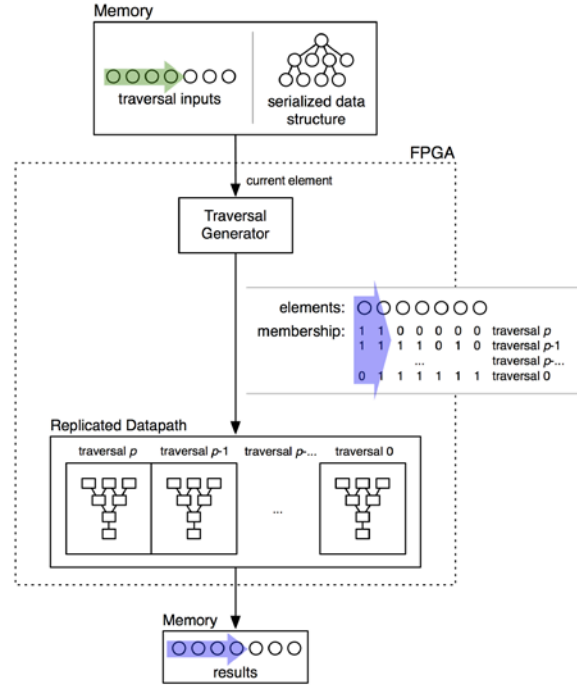 Memory
traversal inputs
serialized data
structure
FPGA
current element
Traversal
Generator
elements:
membership: 1 1 0 0 0 0 0 traversal p
1 1 1 1 0 1 0 traversal p-1
... traversal p-...
0 1 1 1 1 1 1 traversal 0
Replicated Datapath
traversal p traversal p-1 traversal p-... traversal 0
...
Memory
results